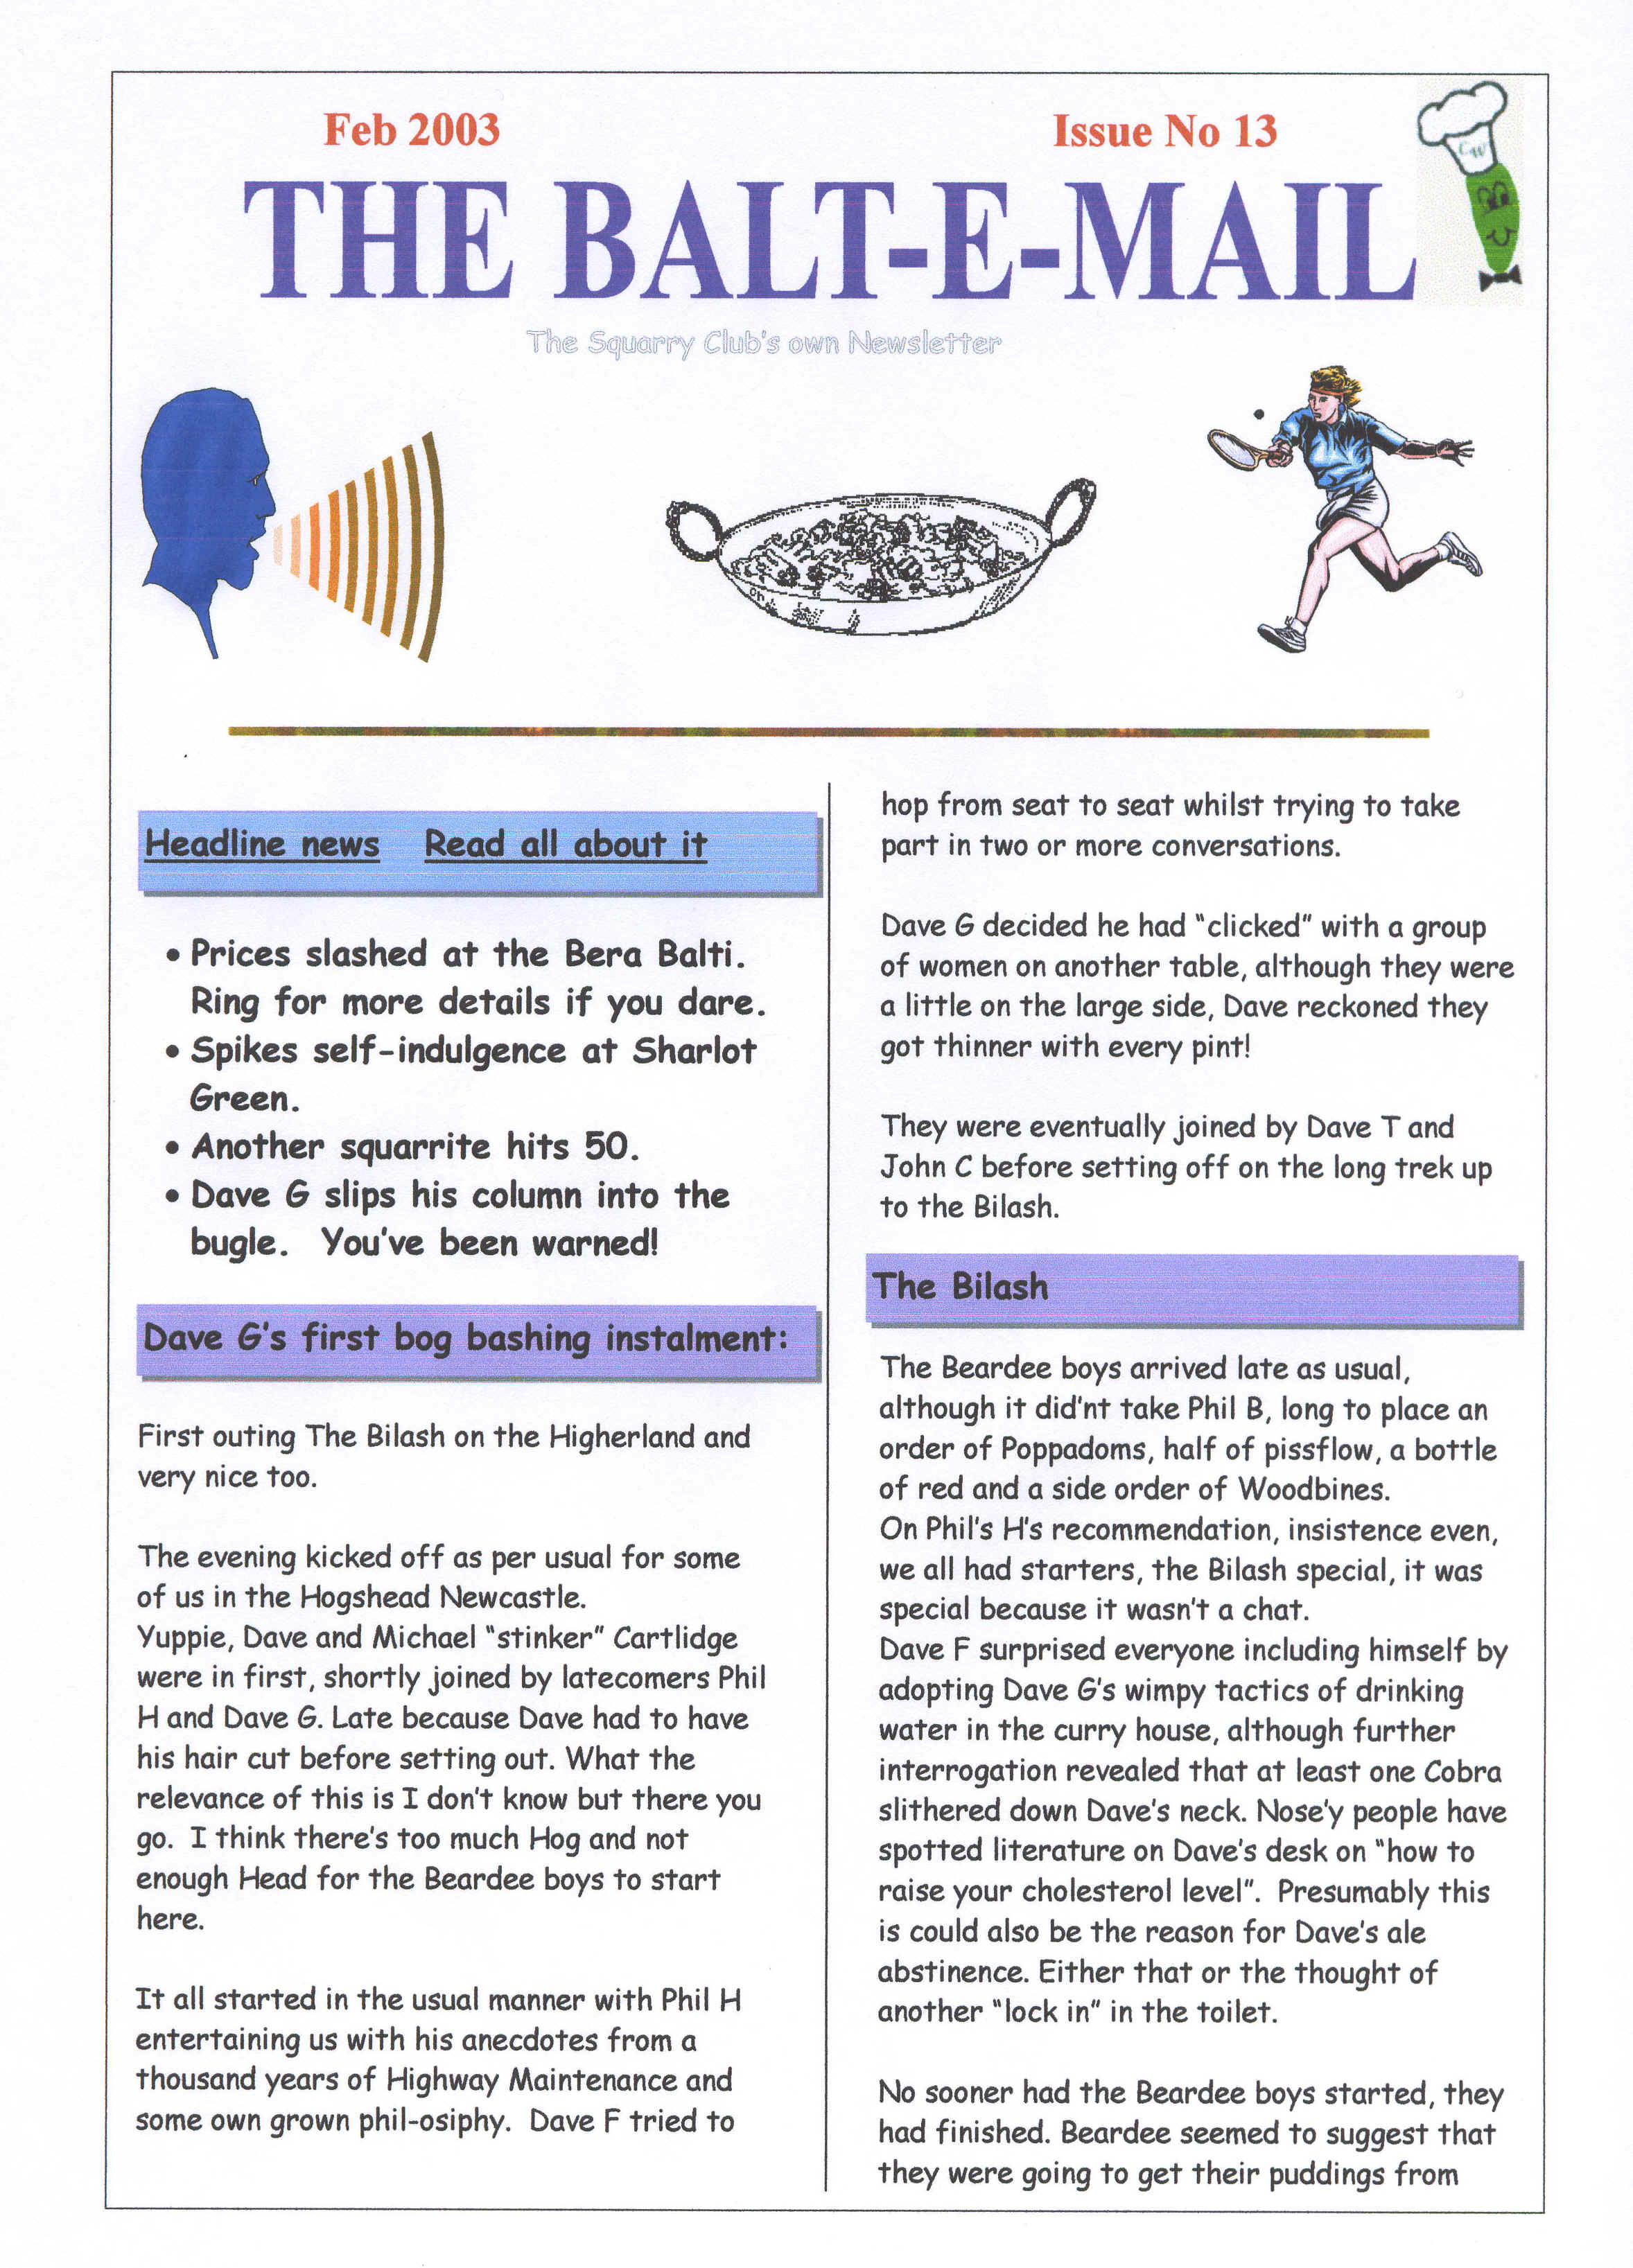 Feb 2003
Issue No 13
THE BALT-E-MAIL
The Squarry Club's own Newsletter
Headline news Read all about it
• Prices slashed at the Bera Balti.
Ring for more details if you dare.
• Spikes self-indulgence at Sharlot
Green.
• Another squarrite hits 50.
• Dave G slips his column into the
bugle. You've been warned!
Dave G's first bog bashing instalment:
First outing The Bilash on the Higherland and
very nice too.
The evening kicked off as per usual for some
of us in the Hogshead Newcastle.
Yuppie, Dave and Michael "stinker" Cartlidge
were in first, shortly joined by latecomers Phil
H and Dave G. Late because Dave had to have
his hair cut before setting out. What the
relevance of this is I don't know but there you
go. I think there's too much Hog and not
enough Head for the Beardee boys to start
here.
It all started in the usual manner with Phil H
entertaining us with his anecdotes from a
thousand years of Highway Maintenance and
some own grown phil-osiphy. Dave F tried to
hop from seat to seat whilst trying to take
part in two or more conversations.
Dave G decided he had "clicked" with a group
of women on another table, although they were
a little on the large side, Dave reckoned they
got thinner with every pint!
They were eventually joined by Dave T and
John C before setting off on the long trek up
to the Bilash.
The Bilash
The Beardee boys arrived late as usual,
although it did'nt take Phil B, long to place an
order of Poppadoms, half of pissflow, a bottle
of red and a side order of Woodbines.
On Phil's H's recommendation, insistence even,
we all had starters, the Bilash special, it was
special because it wasn't a chat.
Dave F surprised everyone including himself by
adopting Dave G's wimpy tactics of drinking
water in the curry house, although further
interrogation revealed that at least one Cobra
slithered down Dave's neck. Nose'y people have
spotted literature on Dave's desk on "how to
raise your cholesterol level". Presumably this
is could also be the reason for Dave's ale
abstinence. Either that or the thought of
another "lock in" in the toilet.
No sooner had the Beardee boys started, they
had finished. Beardee seemed to suggest that
they were going to get their puddings from